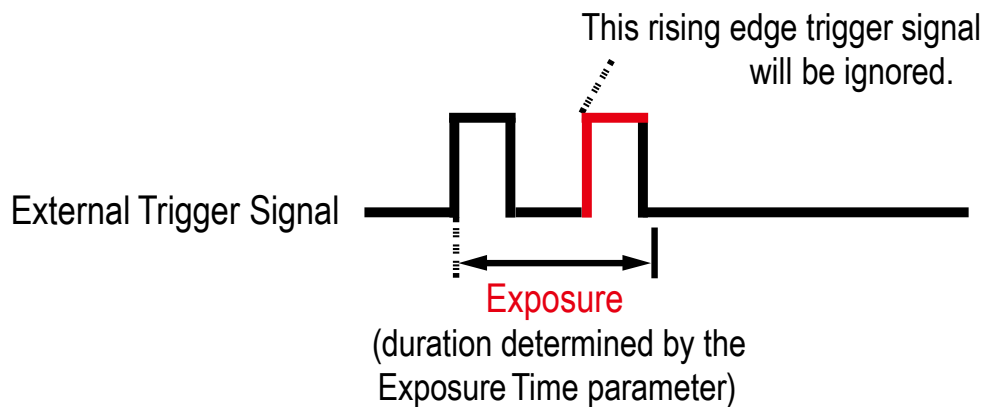 This rising edge trigger signal
will be ignored.
External Trigger Signal
Exposure
(duration determined by the
Exposure Time parameter)